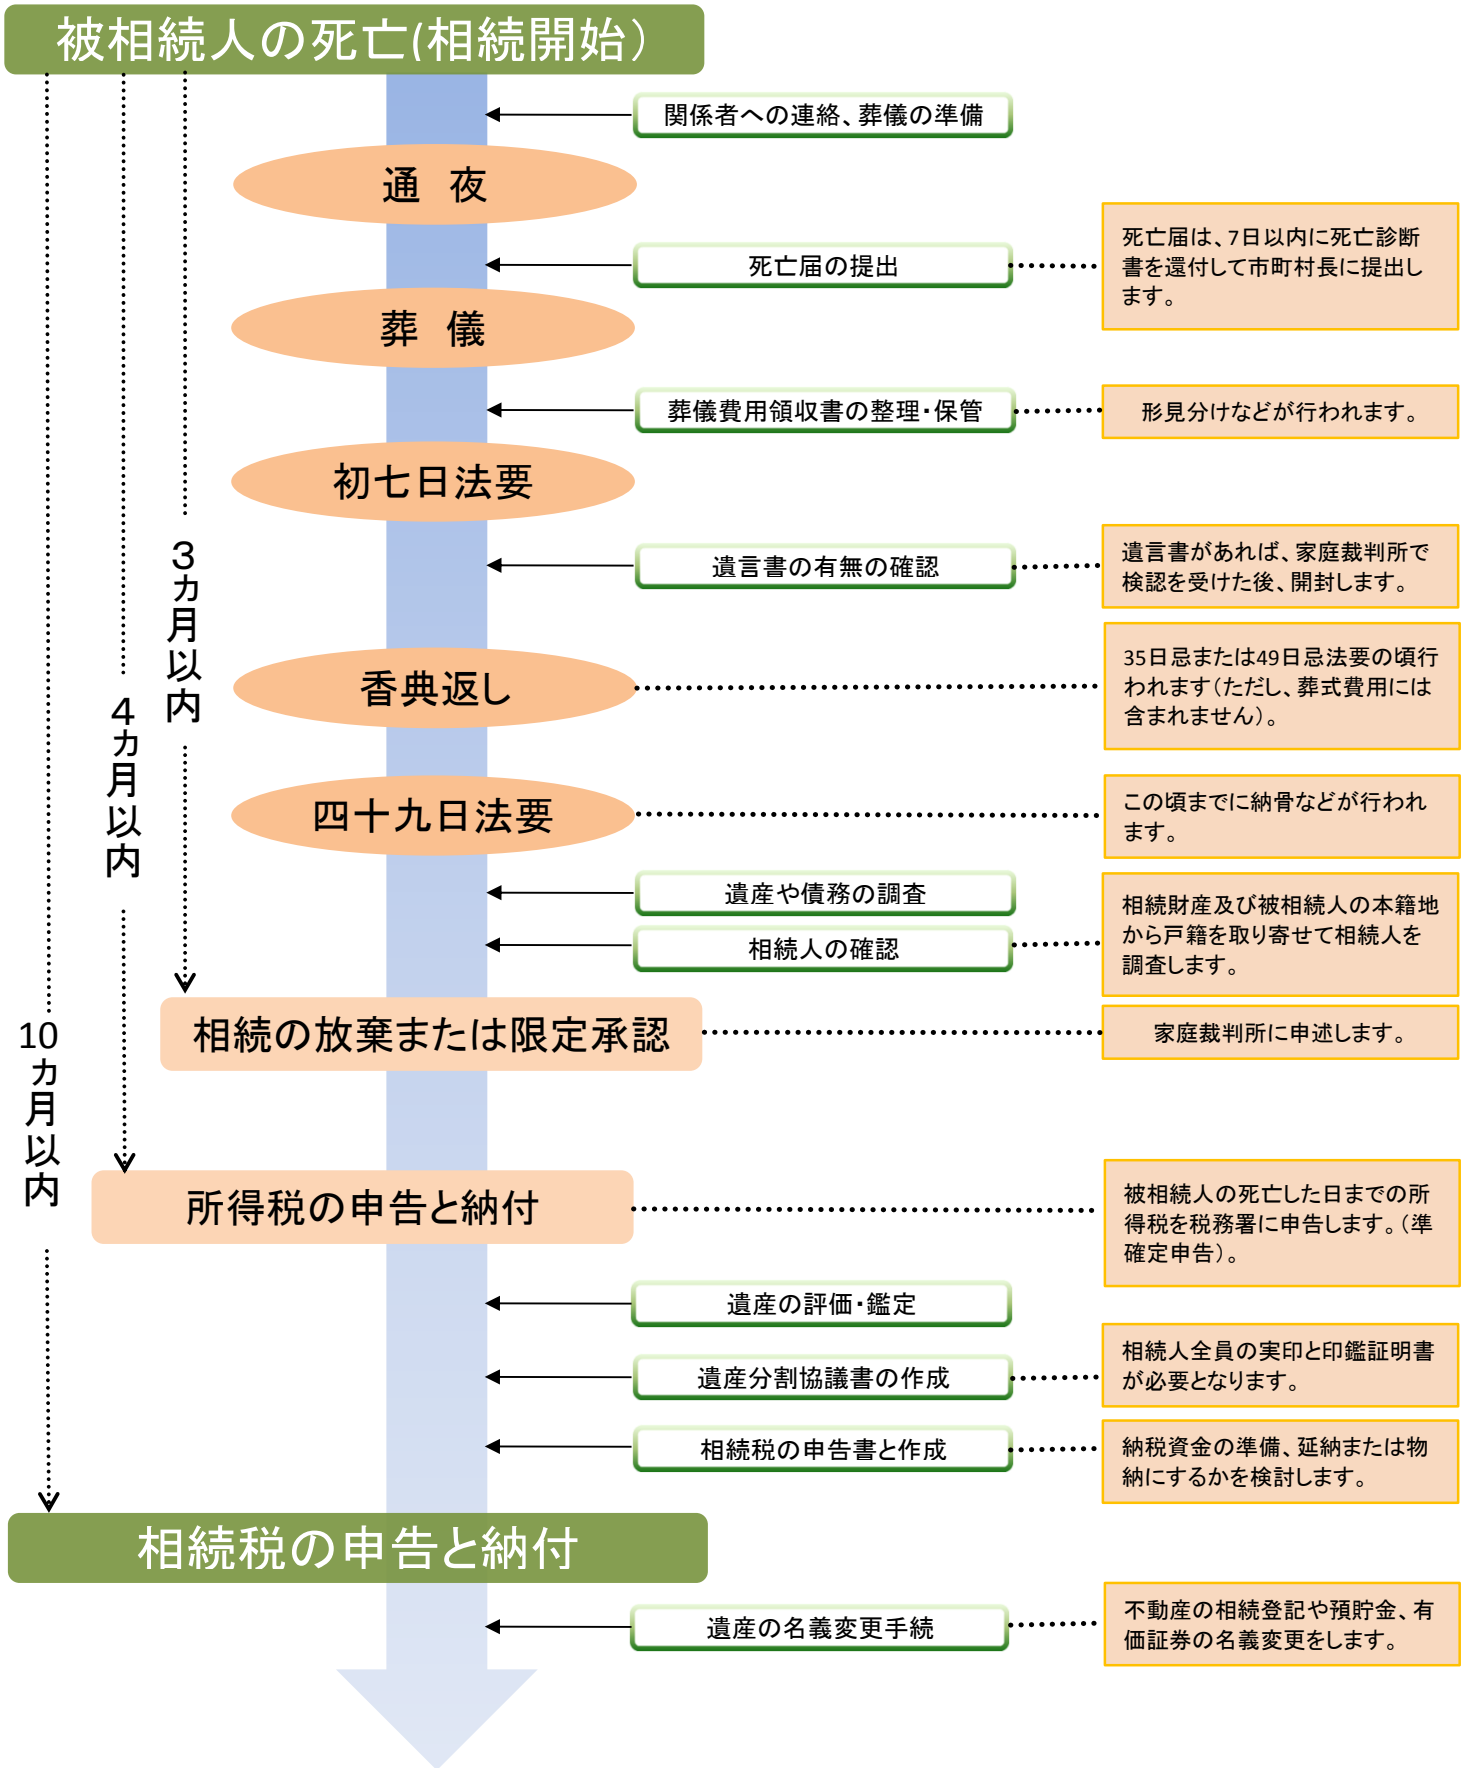 被相続人の死亡(相続開始）
関係者への連絡、葬儀の準備
通　夜
死亡届の提出
死亡届は、7日以内に死亡診断
書を還付して市町村長に提出し
ます。
葬　儀
葬儀費用領収書の整理・保管
形見分けなどが行われます。
初七日法要
遺言書の有無の確認
遺言書があれば、家庭裁判所で
検認を受けた後、開封します。
3カ月以内
香典返し
35日忌または49日忌法要の頃行
われます（ただし、葬式費用には
含まれません）。
4カ月以内
四十九日法要
この頃までに納骨などが行われ
ます。
遺産や債務の調査
相続人の確認
相続財産及び被相続人の本籍地
から戸籍を取り寄せて相続人を
調査します。
相続の放棄または限定承認
家庭裁判所に申述します。
10カ月以内
所得税の申告と納付
被相続人の死亡した日までの所
得税を税務署に申告します。（準
確定申告）。
遺産の評価・鑑定
遺産分割協議書の作成
相続人全員の実印と印鑑証明書
が必要となります。
相続税の申告書と作成
納税資金の準備、延納または物
納にするかを検討します。
相続税の申告と納付
遺産の名義変更手続
不動産の相続登記や預貯金、有
価証券の名義変更をします。